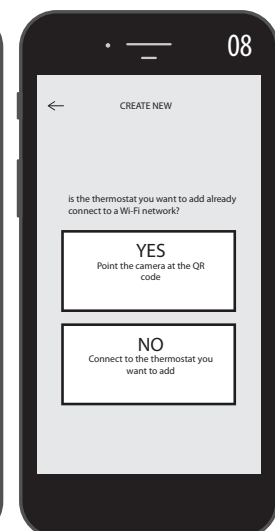 08
CREATE NEW
is the thermostat you want to add already
connect to a Wi-Fi network?
YES
Point the camera at the QR
code
NO
Connect to the thermostat you
want to add